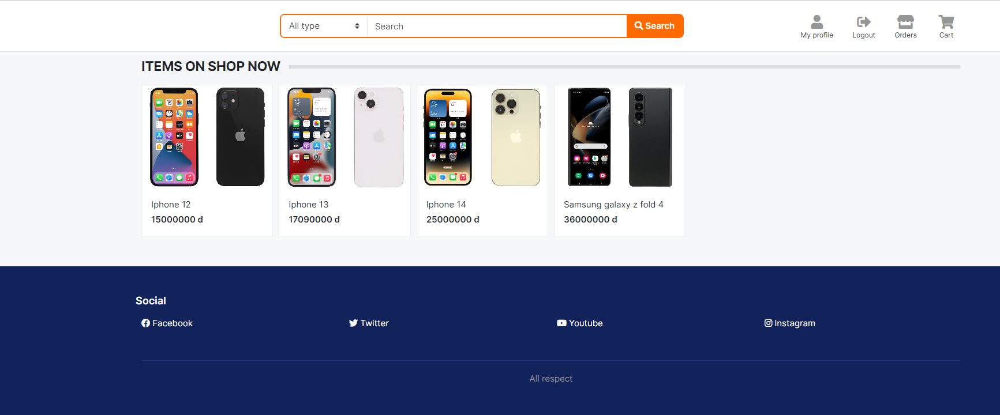 All type
Search
Search
My profile
Logout
Orders
Cart
ITEMS ON SHOP NOW
Iphone 12
15000000 đ
Iphone 13
17090000 đ
Iphone 14
25000000 đ
Samsung galaxy z fold 4
36000000 đ
Social
Facebook
Twitter
Youtube
Instagram
All respect